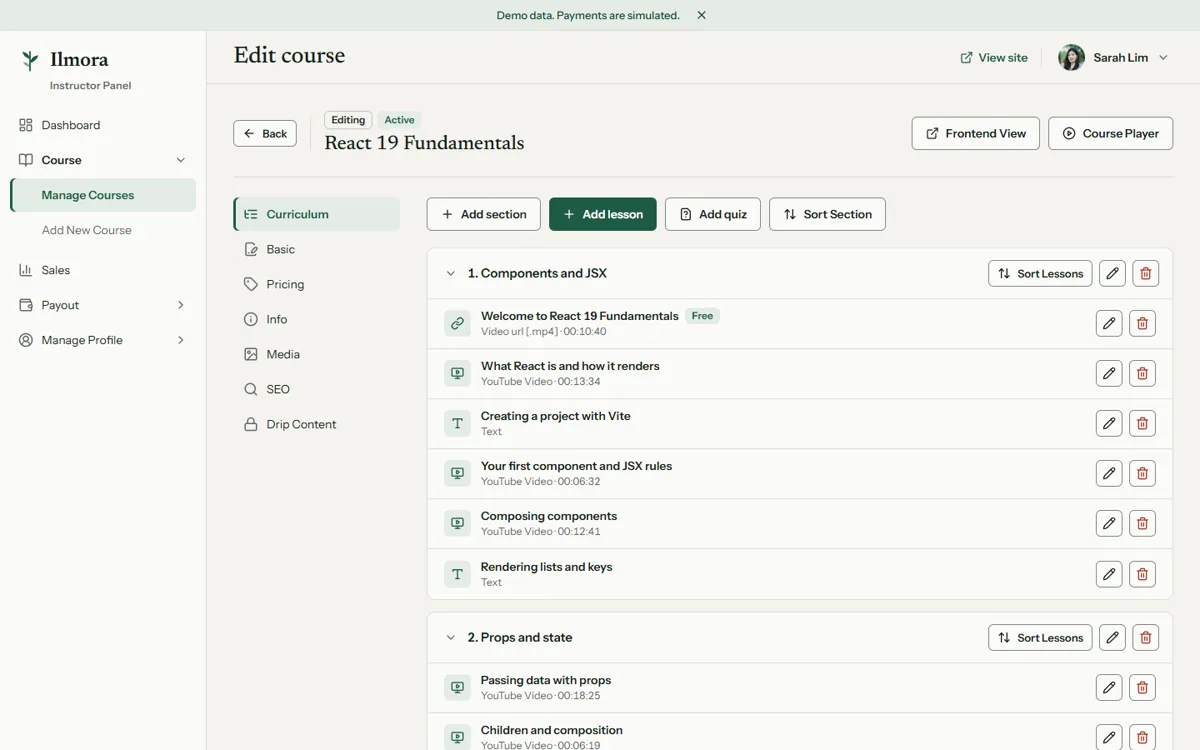 Demo data. Payments are simulated.
Ilmora
Instructor Panel
Dashboard
Course
Manage Courses
Add New Course
Sales
Payout
Manage Profile
Edit course
View site
Sarah Lim
Back
Editing
Active
React 19 Fundamentals
Frontend View
Course Player
Curriculum
Basic
Pricing
Info
Media
SEO
Drip Content
Add section
Add lesson
Add quiz
Sort Section
1. Components and JSX
Sort Lessons
Welcome to React 19 Fundamentals Free
Video url [.mp4] · 00:10:40
What React is and how it renders
YouTube Video · 00:13:34
Creating a project with Vite
Text
Your first component and JSX rules
YouTube Video · 00:06:32
Composing components
YouTube Video · 00:12:41
Rendering lists and keys
Text
2. Props and state
Sort Lessons
Passing data with props
YouTube Video · 00:18:25
Children and composition
YouTube Video · 00:06:19